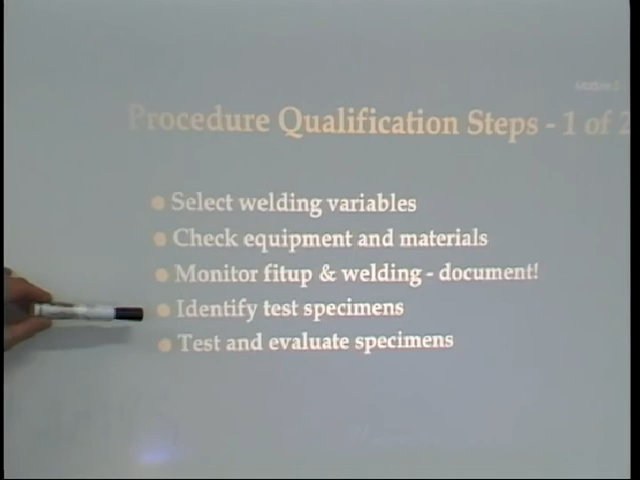 Procedure Qualification Steps - 1 of 2
Select welding variables
Check equipment and materials
Monitor fitup & welding - document!
Identify test specimens
Test and evaluate specimens